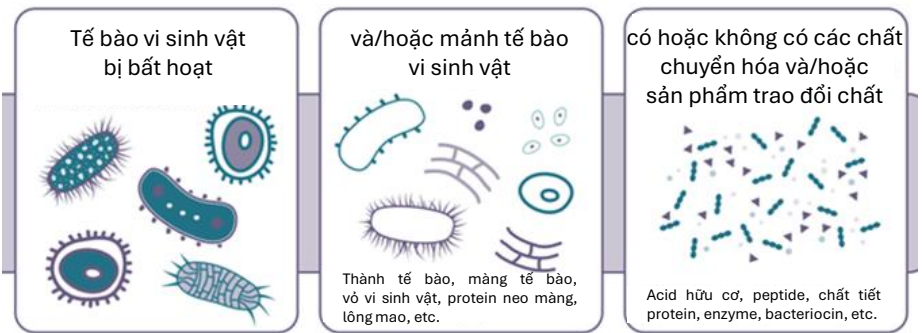 Tế bào vi sinh vật
bị bất hoạt
và/hoặc mảnh tế bào
vi sinh vật
Thành tế bào, màng tế bào,
vỏ vi sinh vật, protein neo màng,
lông mao, etc.
có hoặc không có các chất
chuyển hóa và/hoặc
sản phẩm trao đổi chất
Acid hữu cơ, peptide, chất tiết
protein, enzyme, bacteriocin, etc.